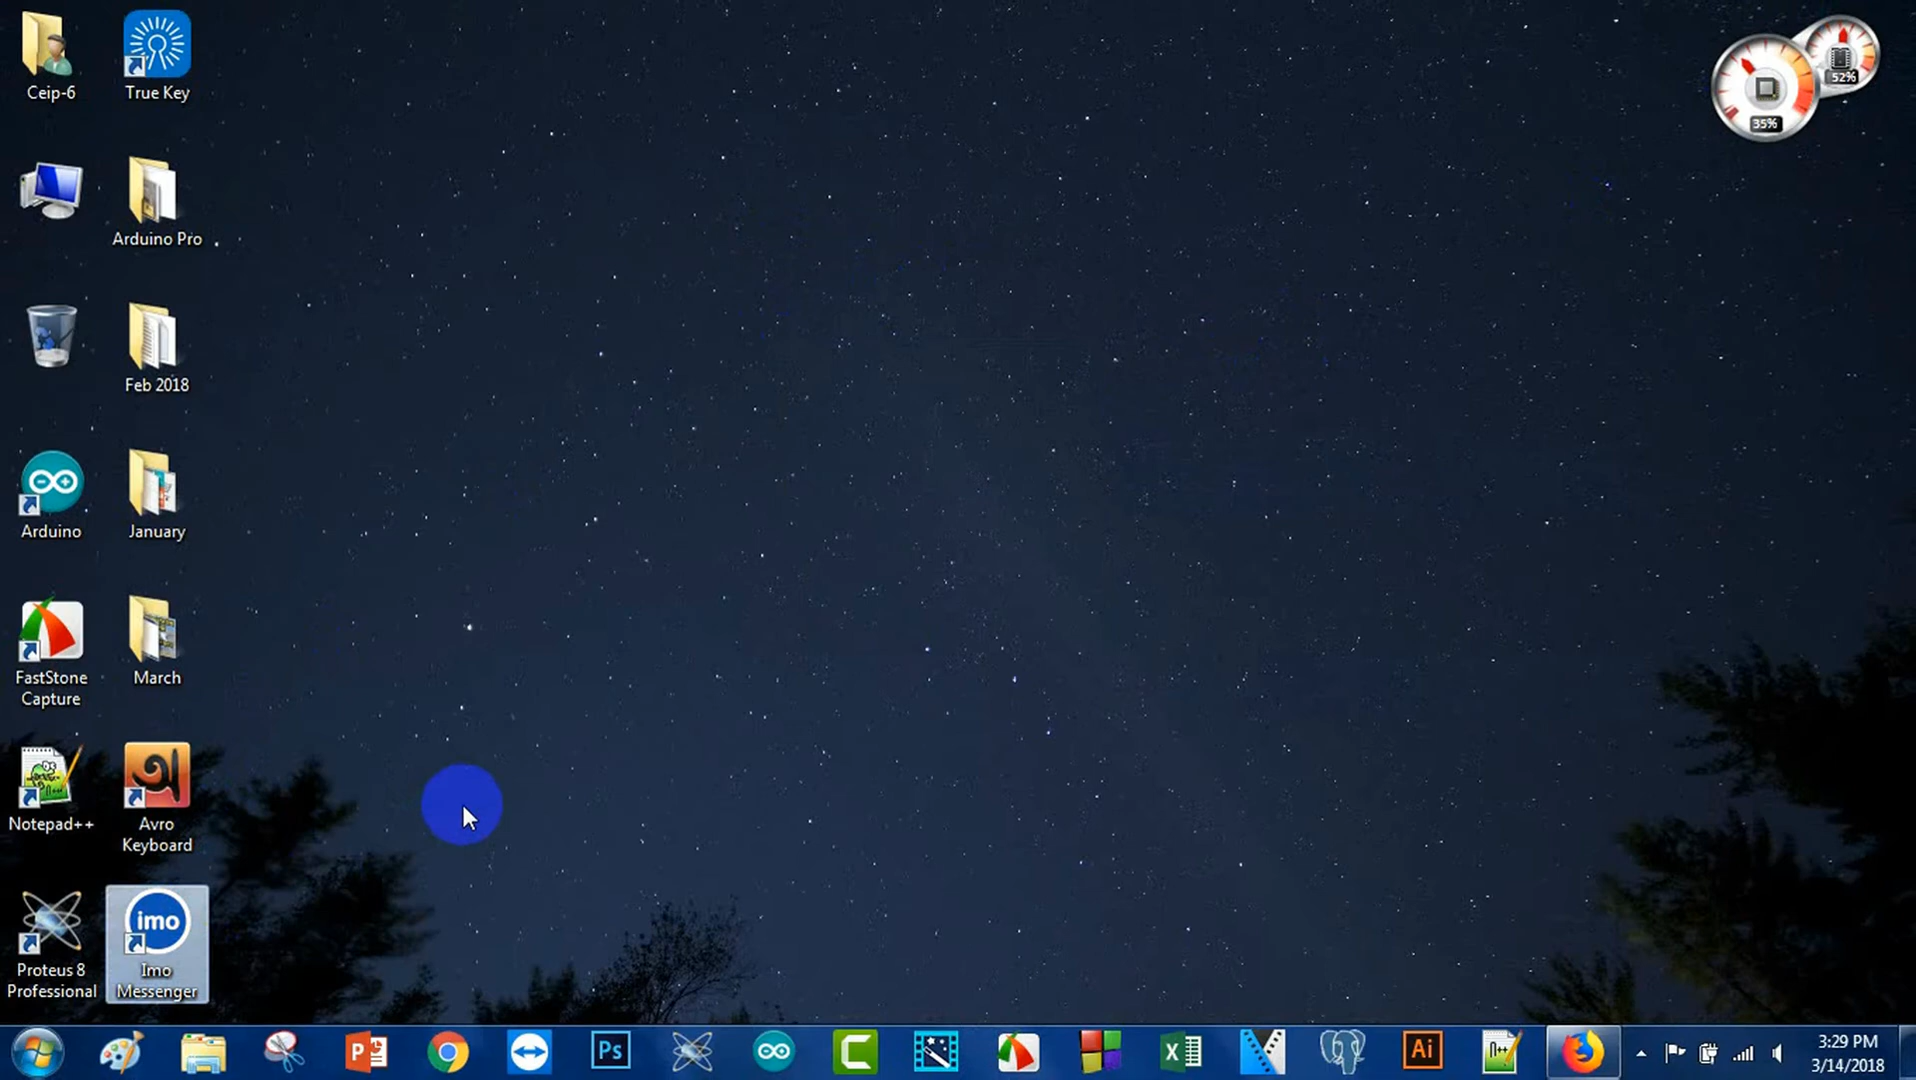 Ceip-6
True Key
Arduino Pro
Feb 2018
Arduino
January
FastStone
Capture
March
Notepad++
অ
Avro
Keyboard
Proteus 8
Professional
imo
Imo
Messenger
52%
35%
P
Ps
C
X
Ai
n++
3:29 PM
3/14/2018